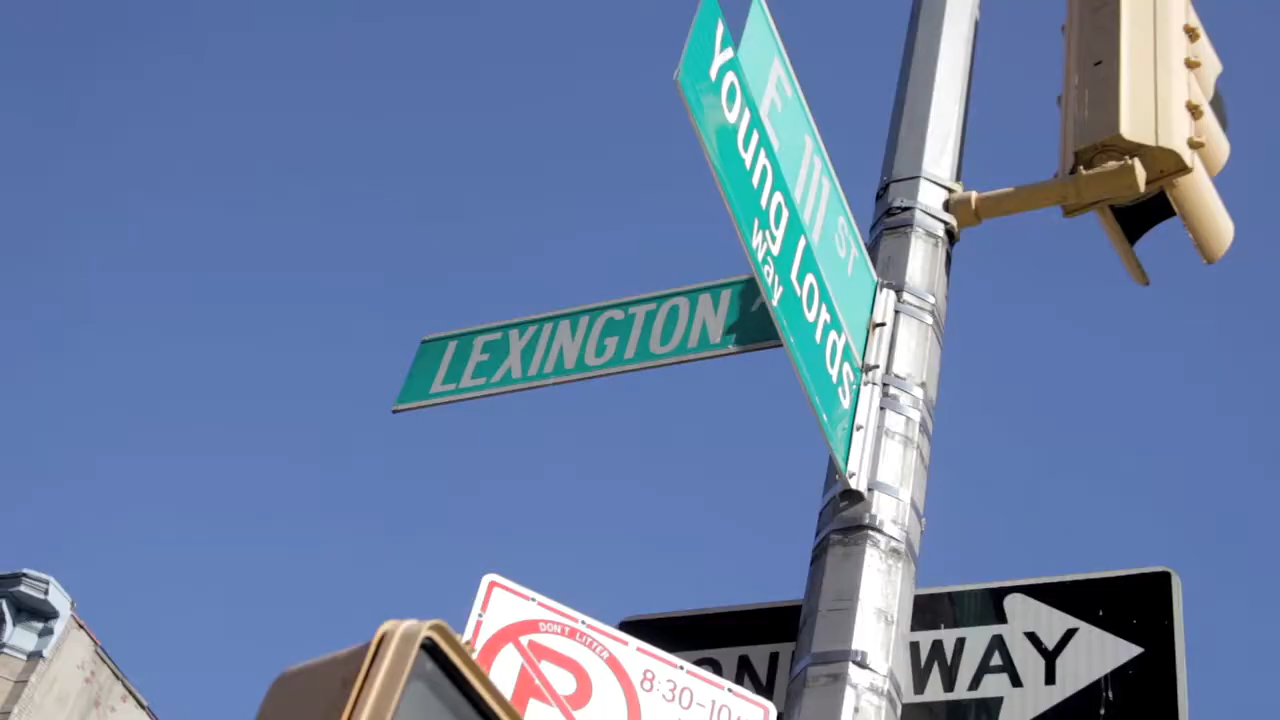 E 111 ST
Young Lords
Way
LEXINGTON
DON'T LITTER
P
8:30-10
WAY